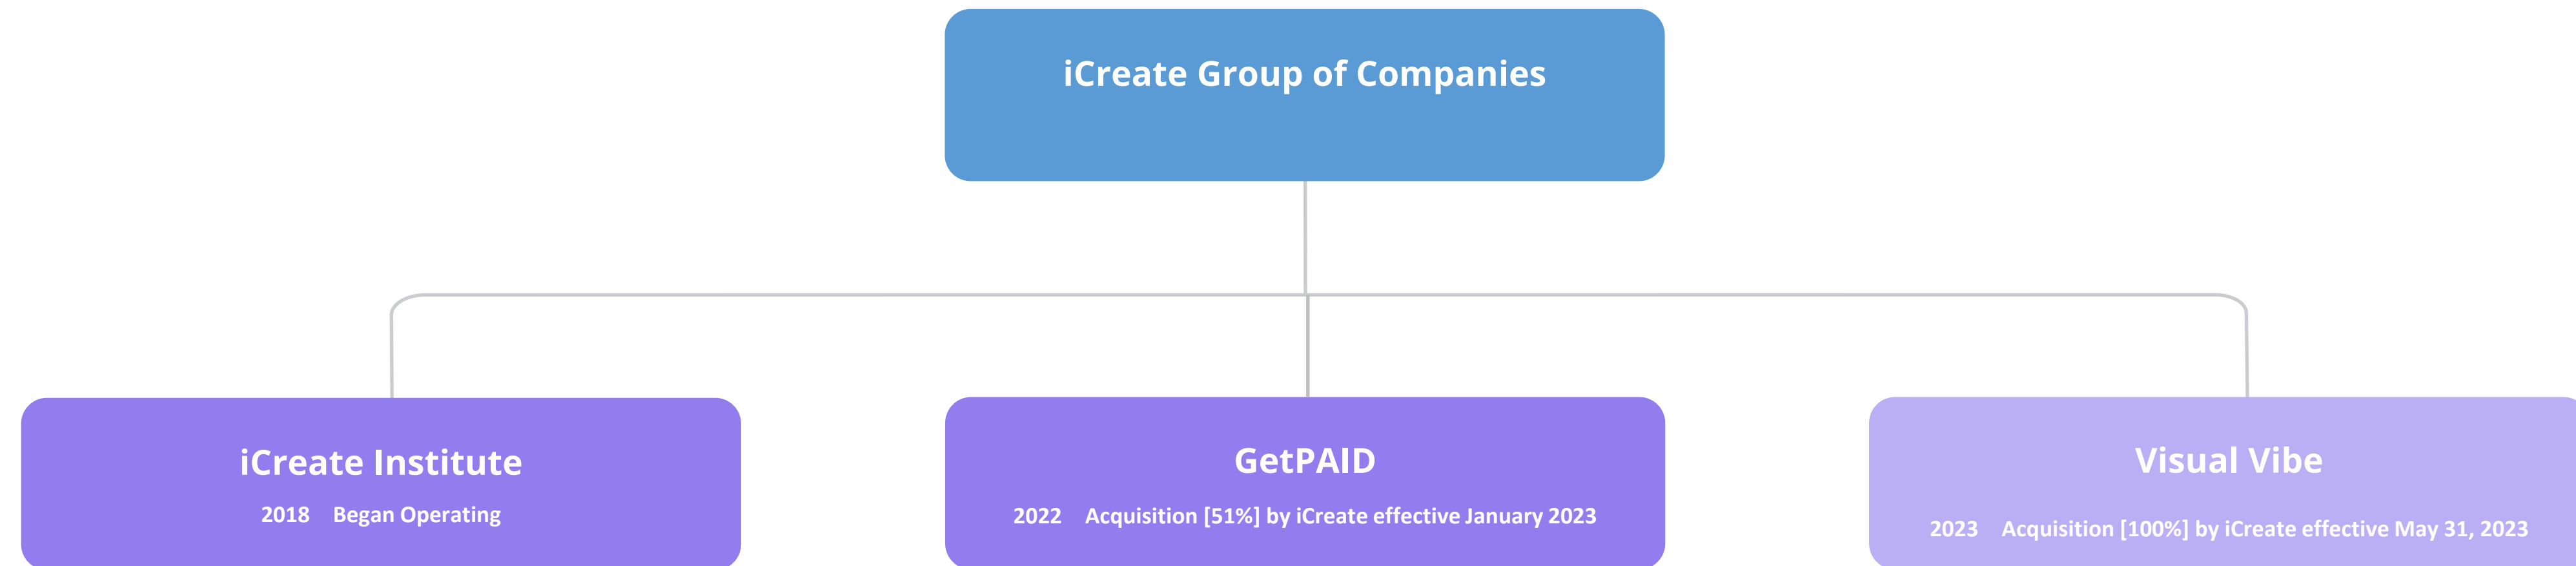 iCreate Group of Companies
iCreate Institute
2018 Began Operating
GetPAID
2022 Acquisition [51%] by iCreate effective January 2023
Visual Vibe
2023 Acquisition [100%] by iCreate effective May 31, 2023